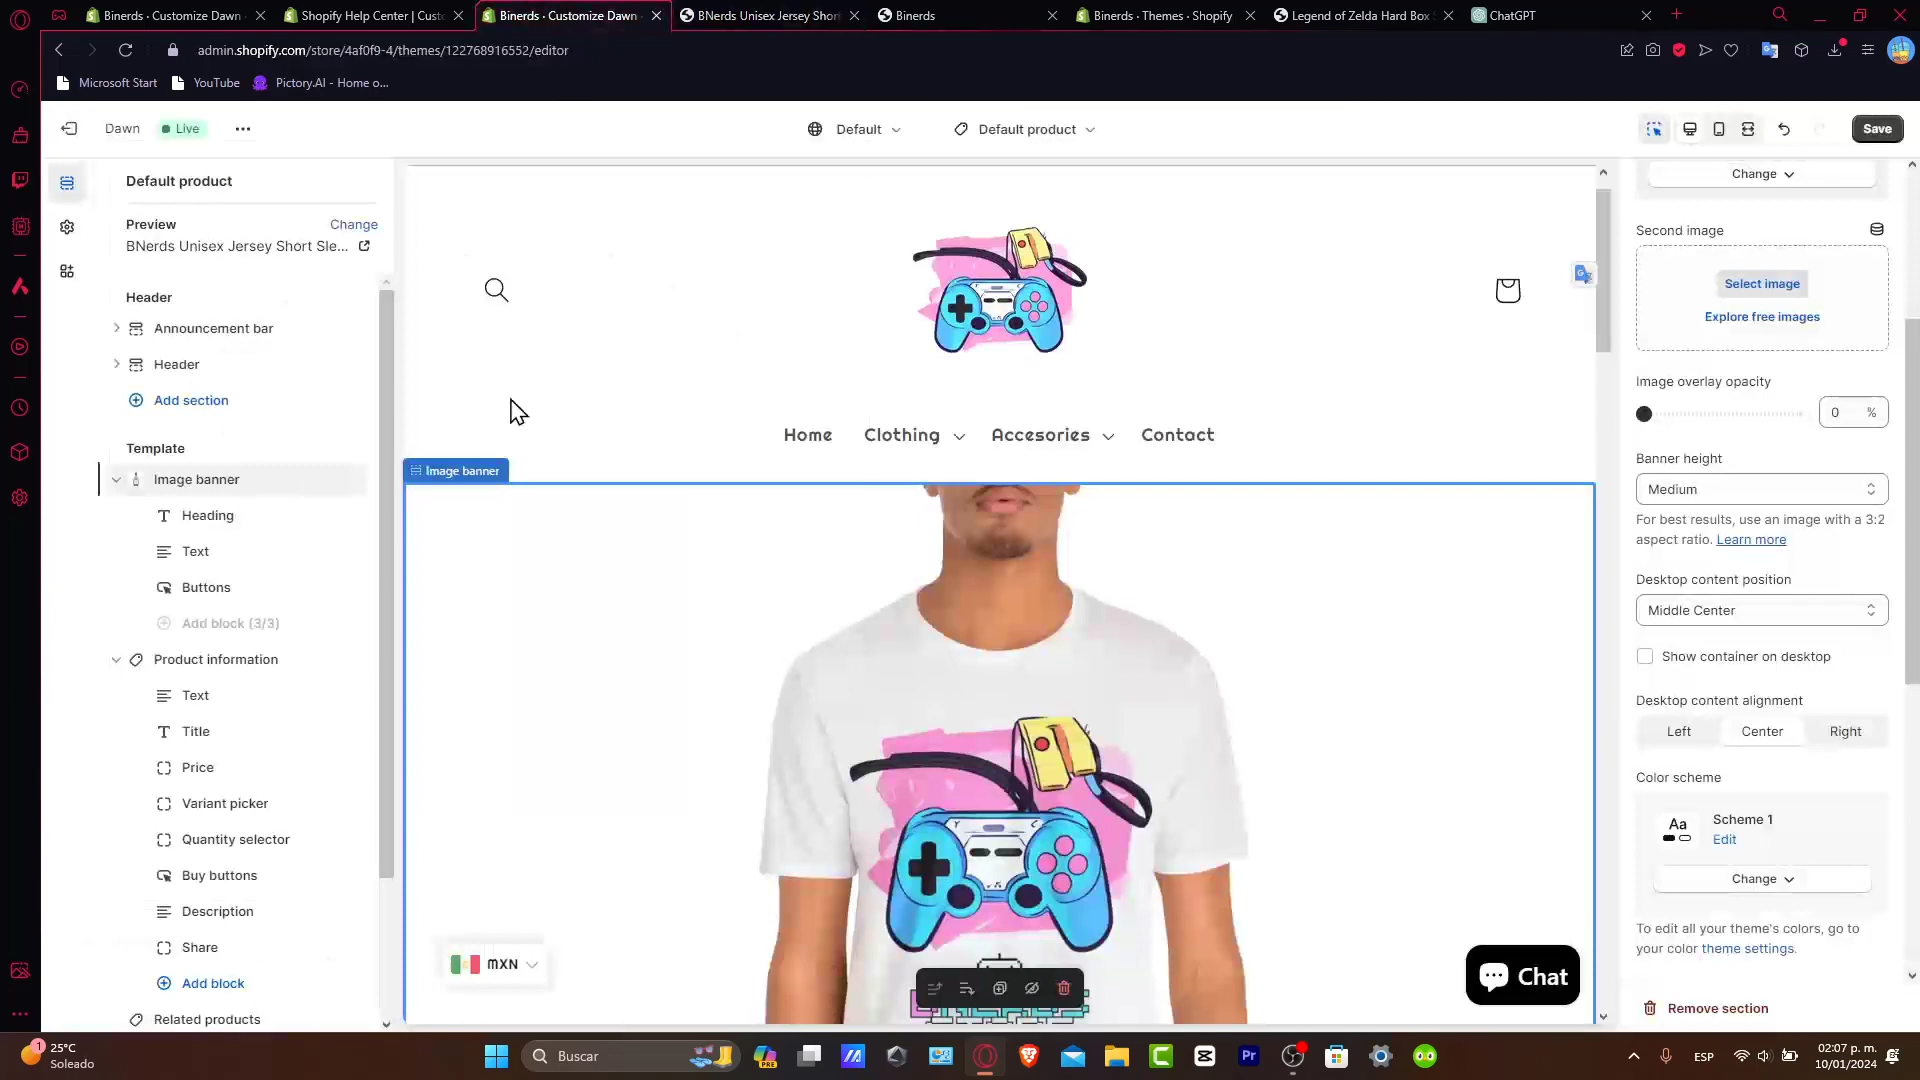 Binerds · Customize Dawn
Shopify Help Center | Custo
Binerds · Customize Dawn
BNerds Unisex Jersey Short
Binerds
Binerds · Themes · Shopify
Legend of Zelda Hard Box
ChatGPT
admin.shopify.com/store/4af0f9-4/themes/122768916552/editor
Microsoft Start
YouTube
Pictory.AI - Home o...
Dawn
Live
Default
Default product
Save
Default product
Preview
Change
BNerds Unisex Jersey Short Sle...
Header
Announcement bar
Header
Add section
Template
Image banner
Heading
Text
Buttons
Add block (3/3)
Product information
Text
Title
Price
Variant picker
Quantity selector
Buy buttons
Description
Share
Add block
Related products
Home
Clothing
Accesories
Contact
Image banner
MXN
Chat
Change
Second image
Select image
Explore free images
Image overlay opacity
0 %
Banner height
Medium
For best results, use an image with a 3:2
aspect ratio. Learn more
Desktop content position
Middle Center
Show container on desktop
Desktop content alignment
Left
Center
Right
Color scheme
Aa
Scheme 1
Edit
Change
To edit all your theme's colors, go to
your color theme settings.
Remove section
1
25°C
Soleado
Buscar
PRE
Pr
ESP
02:07 p. m.
10/01/2024